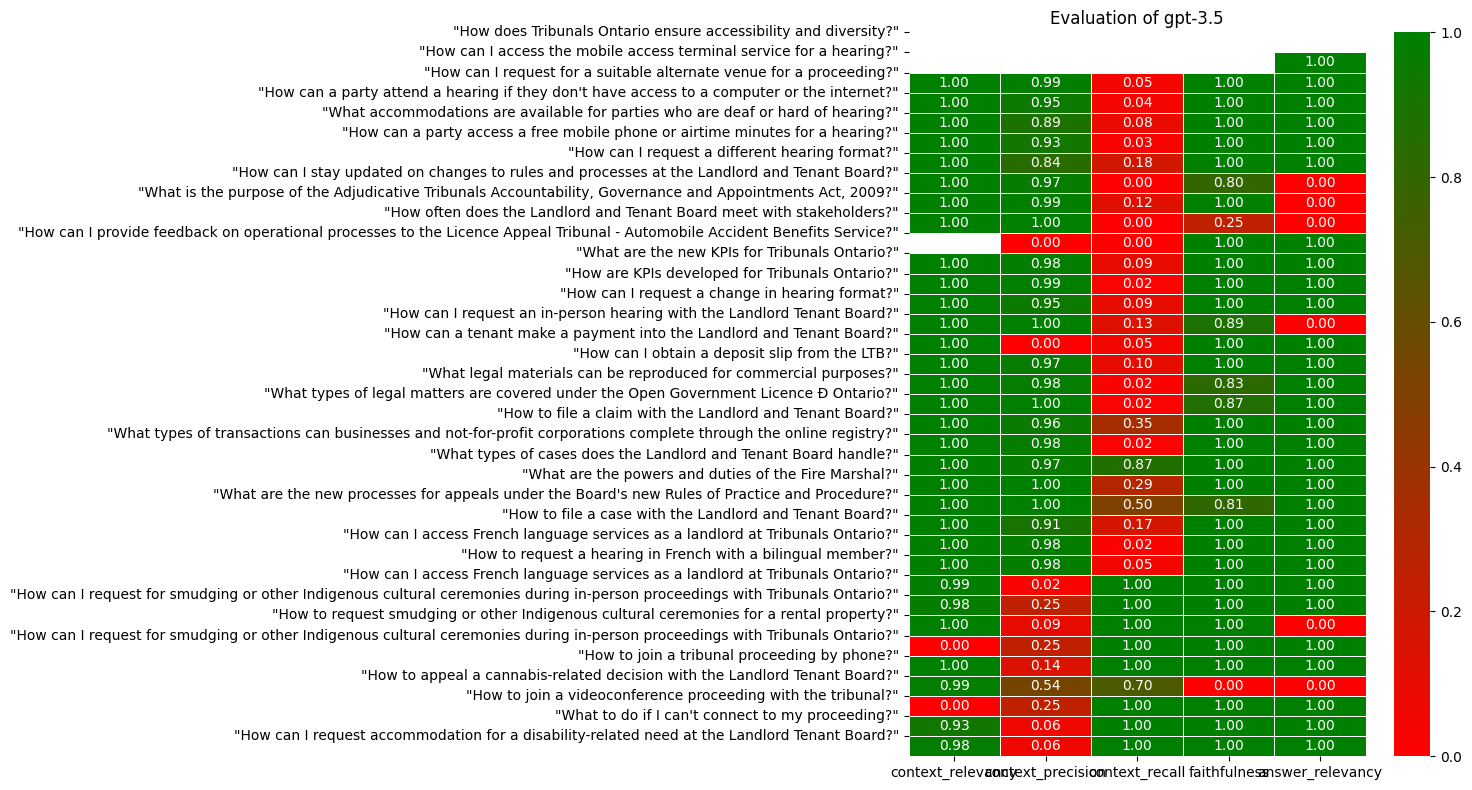 Evaluation of gpt-3.5
"How does Tribunals Ontario ensure accessibility and diversity?"
"How can I access the mobile access terminal service for a hearing?"
"How can I request for a suitable alternate venue for a proceeding?"
"How can a party attend a hearing if they don't have access to a computer or the internet?"
"What accommodations are available for parties who are deaf or hard of hearing?"
"How can a party access a free mobile phone or airtime minutes for a hearing?"
"How can I request a different hearing format?"
"How can I stay updated on changes to rules and processes at the Landlord and Tenant Board?"
"What is the purpose of the Adjudicative Tribunals Accountability, Governance and Appointments Act, 2009?"
"How often does the Landlord and Tenant Board meet with stakeholders?"
"How can I provide feedback on operational processes to the Licence Appeal Tribunal - Automobile Accident Benefits Service?"
"What are the new KPIs for Tribunals Ontario?"
"How are KPIs developed for Tribunals Ontario?"
"How can I request a change in hearing format?"
"How can I request an in-person hearing with the Landlord Tenant Board?"
"How can a tenant make a payment into the Landlord and Tenant Board?"
"How can I obtain a deposit slip from the LTB?"
"What legal materials can be reproduced for commercial purposes?"
"What types of legal matters are covered under the Open Government Licence Ð Ontario?"
"How to file a claim with the Landlord and Tenant Board?"
"What types of transactions can businesses and not-for-profit corporations complete through the online registry?"
"What types of cases does the Landlord and Tenant Board handle?"
"What are the powers and duties of the Fire Marshal?"
"What are the new processes for appeals under the Board's new Rules of Practice and Procedure?"
"How to file a case with the Landlord and Tenant Board?"
"How can I access French language services as a landlord at Tribunals Ontario?"
"How to request a hearing in French with a bilingual member?"
"How can I access French language services as a landlord at Tribunals Ontario?"
"How can I request for smudging or other Indigenous cultural ceremonies during in-person proceedings with Tribunals Ontario?"
"How to request smudging or other Indigenous cultural ceremonies for a rental property?"
"How can I request for smudging or other Indigenous cultural ceremonies during in-person proceedings with Tribunals Ontario?"
"How to join a tribunal proceeding by phone?"
"How to appeal a cannabis-related decision with the Landlord Tenant Board?"
"How to join a videoconference proceeding with the tribunal?"
"What to do if I can't connect to my proceeding?"
"How can I request accommodation for a disability-related need at the Landlord Tenant Board?"
1.00
1.00 0.99 0.05 1.00 1.00
1.00 0.95 0.04 1.00 1.00
1.00 0.89 0.08 1.00 1.00
1.00 0.93 0.03 1.00 1.00
1.00 0.84 0.18 1.00 1.00
1.00 0.97 0.00 0.80 0.00
1.00 0.99 0.12 1.00 0.00
1.00 1.00 0.00 0.25 0.00
0.00 0.00 1.00 1.00
1.00 0.98 0.09 1.00 1.00
1.00 0.99 0.02 1.00 1.00
1.00 0.95 0.09 1.00 1.00
1.00 1.00 0.13 0.89 0.00
1.00 0.00 0.05 1.00 1.00
1.00 0.97 0.10 1.00 1.00
1.00 0.98 0.02 0.83 1.00
1.00 1.00 0.02 0.87 1.00
1.00 0.96 0.35 1.00 1.00
1.00 0.98 0.02 1.00 1.00
1.00 0.97 0.87 1.00 1.00
1.00 1.00 0.29 1.00 1.00
1.00 1.00 0.50 0.81 1.00
1.00 0.91 0.17 1.00 1.00
1.00 0.98 0.02 1.00 1.00
1.00 0.98 0.05 1.00 1.00
0.99 0.02 1.00 1.00 1.00
0.98 0.25 1.00 1.00 1.00
1.00 0.09 1.00 1.00 0.00
0.00 0.25 1.00 1.00 1.00
1.00 0.14 1.00 1.00 1.00
0.99 0.54 0.70 0.00 0.00
0.00 0.25 1.00 1.00 1.00
0.93 0.06 1.00 1.00 1.00
0.98 0.06 1.00 1.00 1.00
context_relevancy context_precision context_recall faithfulness answer_relevancy
1.0
0.8
0.6
0.4
0.2
0.0